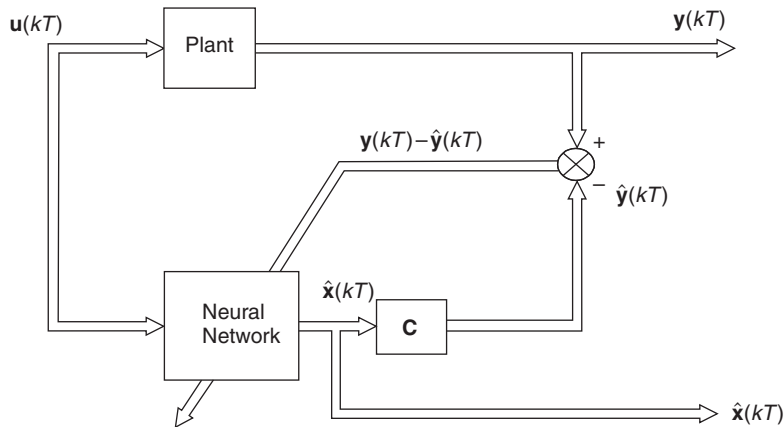 u(kT)
Plant
y(kT)
y(kT)−ŷ(kT)
+
−
ŷ(kT)
Neural
Network
x̂(kT)
C
x̂(kT)